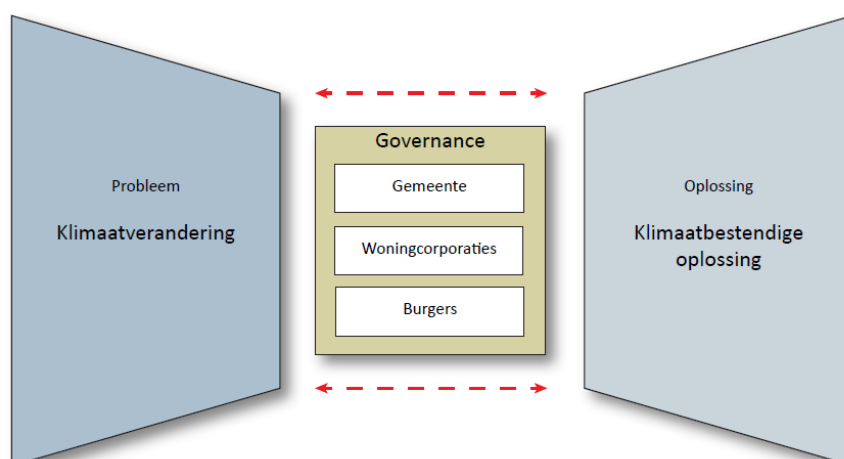 Probleem
Klimaatverandering
Governance
Gemeente
Woningcorporaties
Burgers
Oplossing
Klimaatbestendige
oplossing